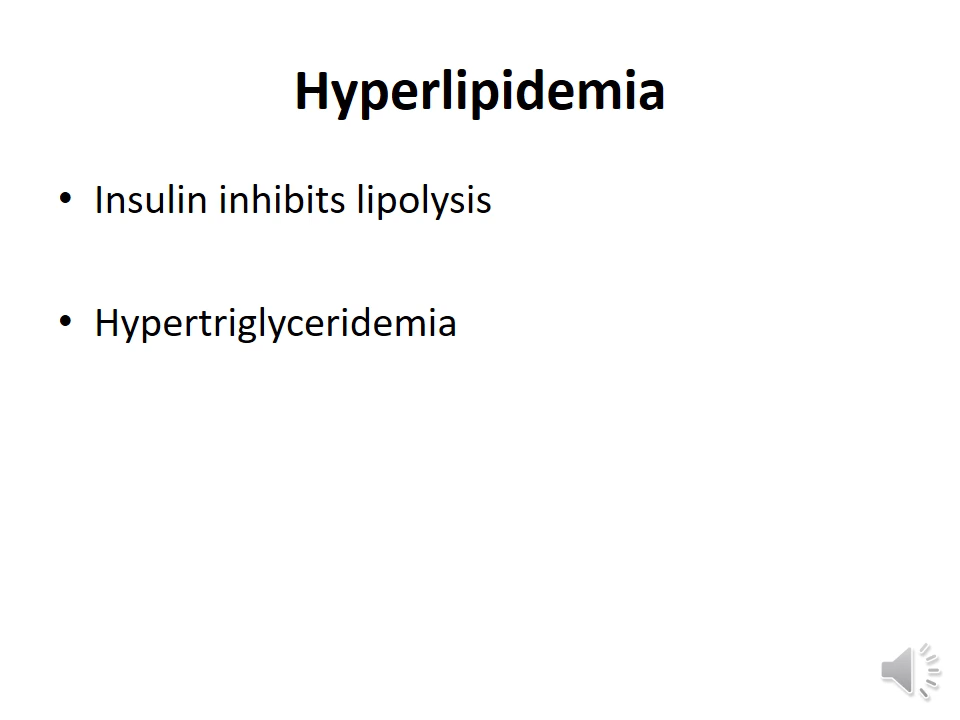 Hyperlipidemia
• Insulin inhibits lipolysis
• Hypertriglyceridemia